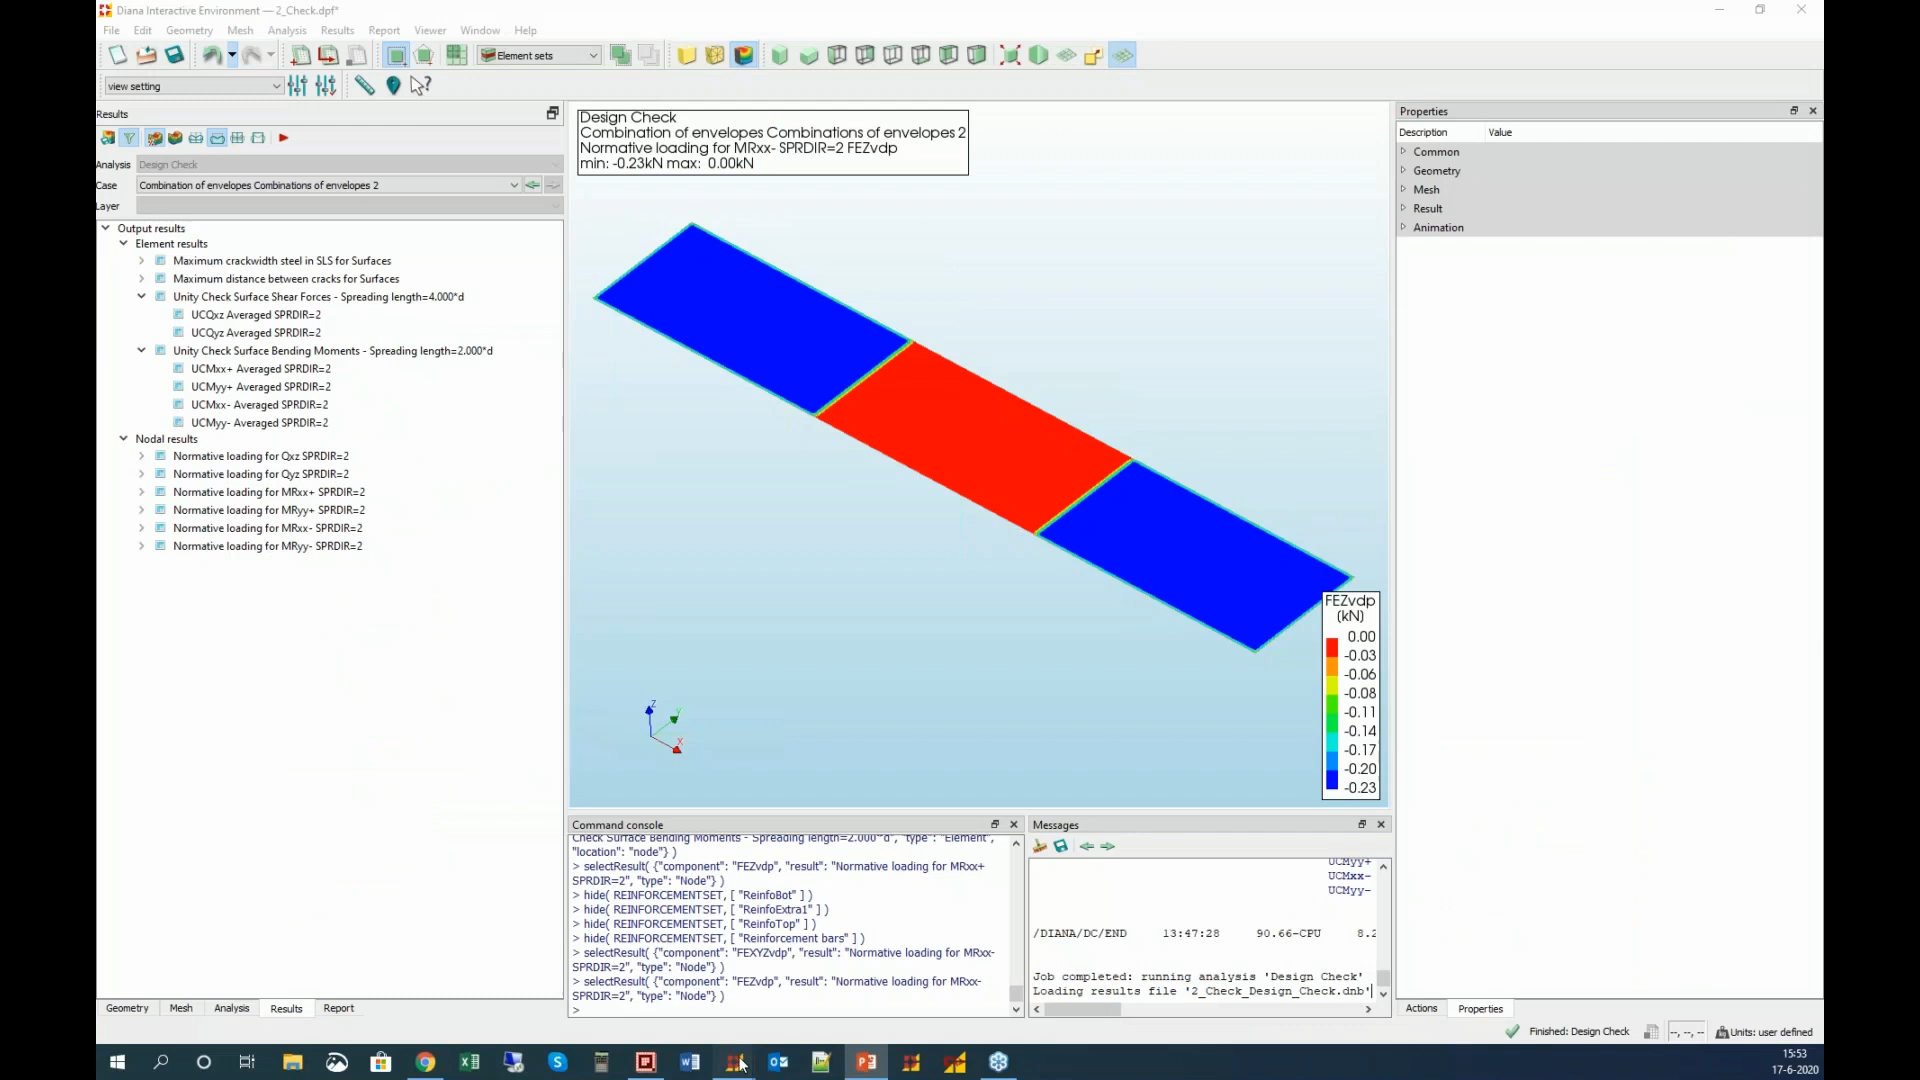 Diana Interactive Environment — 2_Check.dpf*
File Edit Geometry Mesh Analysis Results Report Viewer Window Help
Element sets
view setting
Results
Analysis Design Check
Case Combination of envelopes Combinations of envelopes 2
Layer
Output results
Element results
Maximum crackwidth steel in SLS for Surfaces
Maximum distance between cracks for Surfaces
Unity Check Surface Shear Forces - Spreading length=4.000*d
UCQxz Averaged SPRDIR=2
UCQyz Averaged SPRDIR=2
Unity Check Surface Bending Moments - Spreading length=2.000*d
UCMxx+ Averaged SPRDIR=2
UCMyy+ Averaged SPRDIR=2
UCMxx- Averaged SPRDIR=2
UCMyy- Averaged SPRDIR=2
Nodal results
Normative loading for Qxz SPRDIR=2
Normative loading for Qyz SPRDIR=2
Normative loading for MRxx+ SPRDIR=2
Normative loading for MRyy+ SPRDIR=2
Normative loading for MRxx- SPRDIR=2
Normative loading for MRyy- SPRDIR=2
Geometry Mesh Analysis Results Report
Design Check
Combination of envelopes Combinations of envelopes 2
Normative loading for MRxx- SPRDIR=2 FEZvdp
min: -0.23kN max: 0.00kN
FEZvdp
(kN)
0.00
-0.03
-0.06
-0.08
-0.11
-0.14
-0.17
-0.20
-0.23
Z
Y
X
Command console
Check Surface Bending Moments - Spreading length=2.000*d", "type": "Element",
"location": "node"} )
> selectResult( {"component": "FEZvdp", "result": "Normative loading for MRxx+
SPRDIR=2", "type": "Node"} )
> hide( REINFORCEMENTSET, [ "ReinfoBot" ] )
> hide( REINFORCEMENTSET, [ "ReinfoExtra1" ] )
> hide( REINFORCEMENTSET, [ "ReinfoTop" ] )
> hide( REINFORCEMENTSET, [ "Reinforcement bars" ] )
> selectResult( {"component": "FEXYZvdp", "result": "Normative loading for MRxx-
SPRDIR=2", "type": "Node"} )
> selectResult( {"component": "FEZvdp", "result": "Normative loading for MRxx-
SPRDIR=2", "type": "Node"} )
>
Messages
UCMyy+
UCMxx-
UCMyy-
/DIANA/DC/END 13:47:28 90.66-CPU 8.2
Job completed: running analysis 'Design Check'
Loading results file '2_Check_Design_Check.dnb'
Properties
Description Value
Common
Geometry
Mesh
Result
Animation
Actions Properties
Finished: Design Check --, --, -- Units: user defined
15:53
17-6-2020